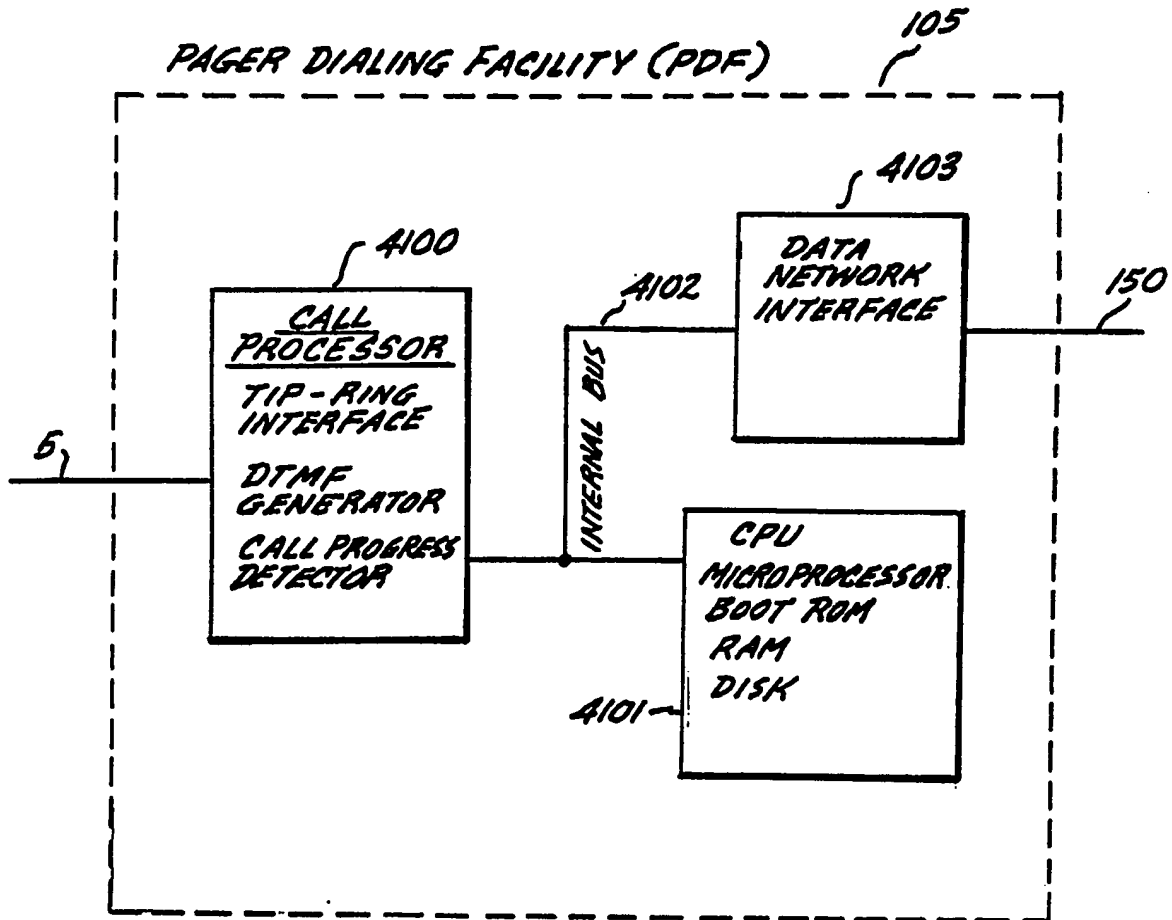 105
PAGER DIALING FACILITY (PDF)
4103
4100
DATA
NETWORK
INTERFACE
4102
150
CALL
PROCESSOR
TIP-RING
INTERFACE
DTMF
GENERATOR
CALL PROGRESS
DETECTOR
5
INTERNAL BUS
CPU
MICROPROCESSOR
BOOT ROM
RAM
DISK
4101